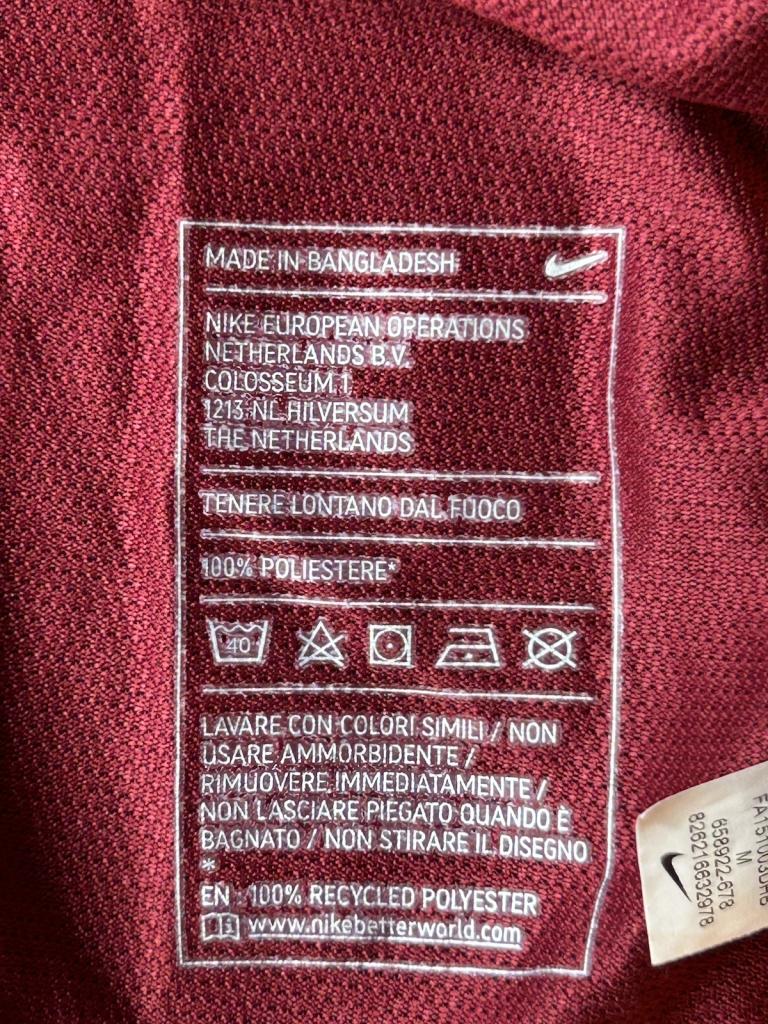 MADE IN BANGLADESH
NIKE EUROPEAN OPERATIONS
NETHERLANDS B.V.
COLOSSEUM 1
1213 NL HILVERSUM
THE NETHERLANDS
TENERE LONTANO DAL FUOCO
100% POLIESTERE*
40
LAVARE CON COLORI SIMILI / NON
USARE AMMORBIDENTE /
RIMUOVERE IMMEDIATAMENTE /
NON LASCIARE PIEGATO QUANDO È
BAGNATO / NON STIRARE IL DISEGNO
*
EN : 100% RECYCLED POLYESTER
www.nikebetterworld.com
M
658922-678
826216632978